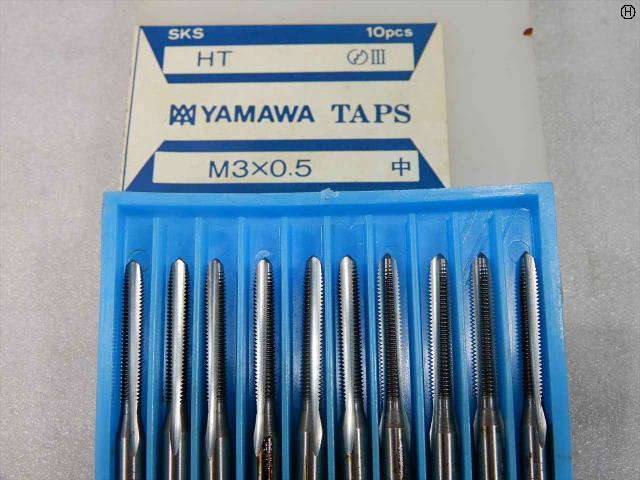 SKS 10pcs
HT III
YAMAWA TAPS
M3×0.5 中
H